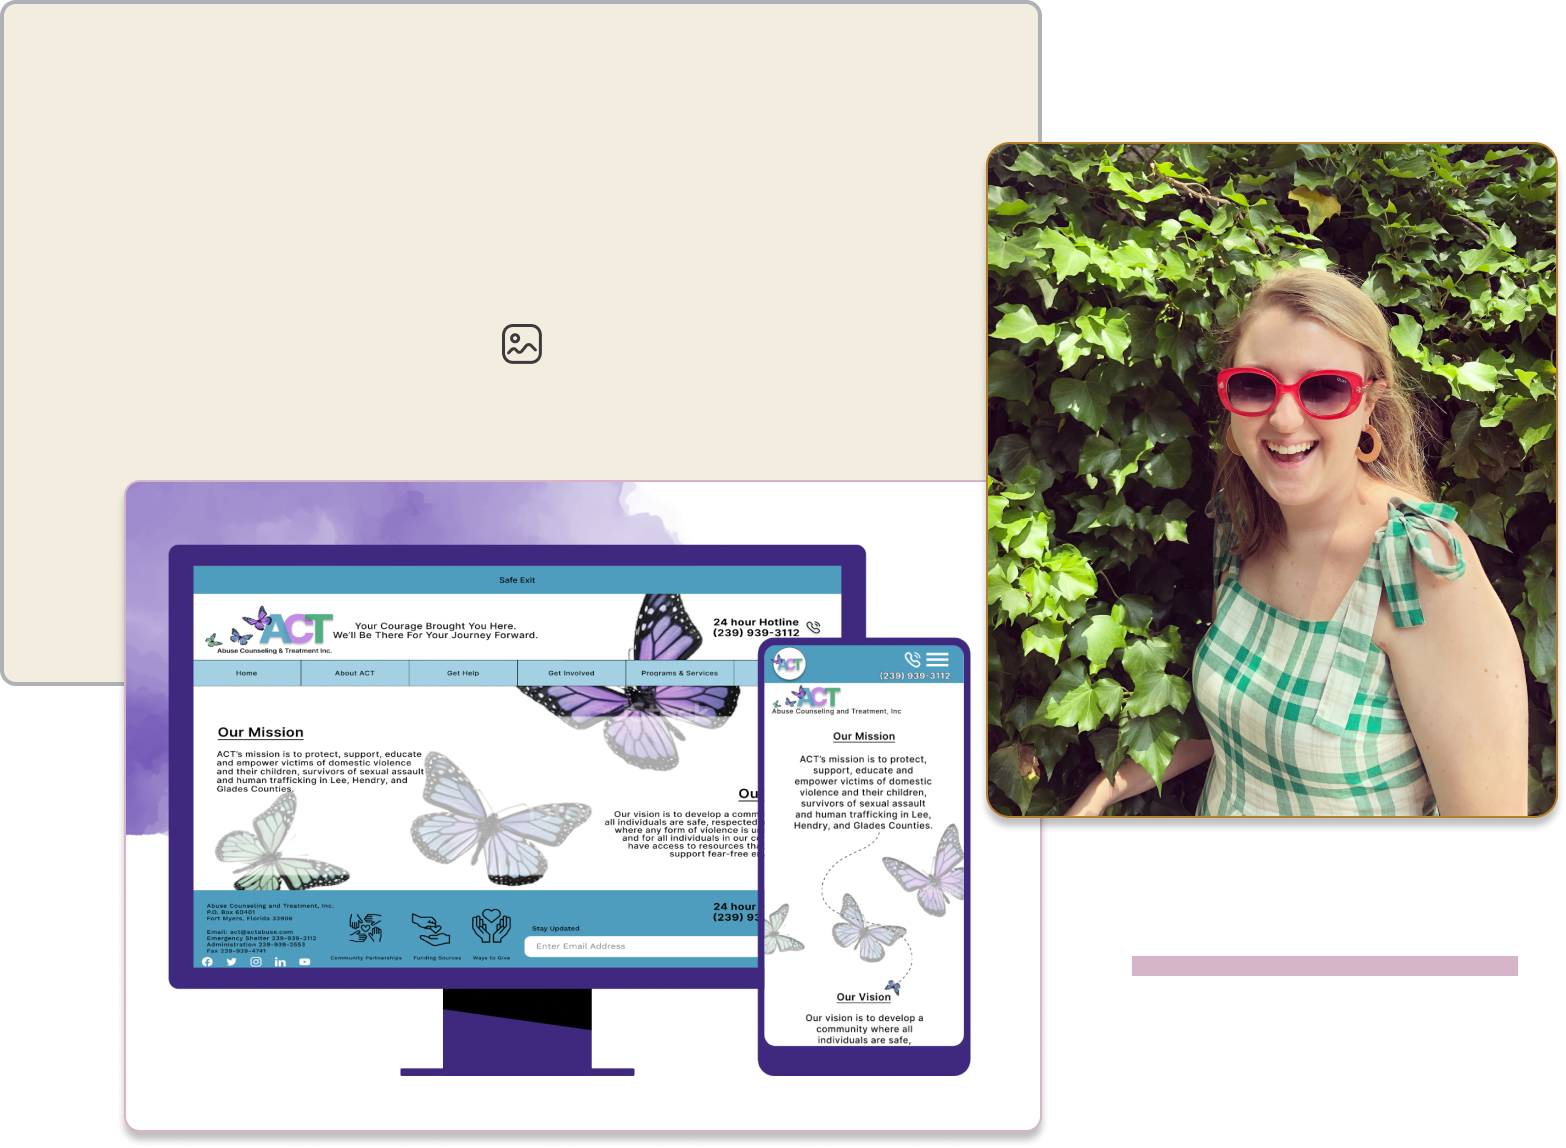 Safe Exit
ACT
Abuse Counseling & Treatment Inc.
Your Courage Brought You Here.
We'll Be There For Your Journey Forward.
24 hour Hotline
(239) 939-3112
Home
About ACT
Get Help
Get Involved
Programs & Services
Our Mission
ACT's mission is to protect, support, educate
and empower victims of domestic violence
and their children, survivors of sexual assault
and human trafficking in Lee, Hendry, and
Glades Counties.
Ou
Our vision is to develop a comm
all individuals are safe, respected
where any form of violence is u
and for all individuals in our co
have access to resources tha
support fear-free e
Abuse Counseling and Treatment, Inc.
P.O. Box 60401
Fort Myers, Florida 33906
Email: act@actabuse.com
Emergency Shelter 239-939-3112
Administration 239-939-2553
Fax 239-939-4741
Community Partnerships
Funding Sources
Ways to Give
24 hour
(239) 93
Stay Updated
Enter Email Address
ACT
(239) 939-3112
ACT
Abuse Counseling and Treatment, Inc
Our Mission
ACT's mission is to protect,
support, educate and
empower victims of domestic
violence and their children,
survivors of sexual assault
and human trafficking in Lee,
Hendry, and Glades Counties.
Our Vision
Our vision is to develop a
community where all
individuals are safe,